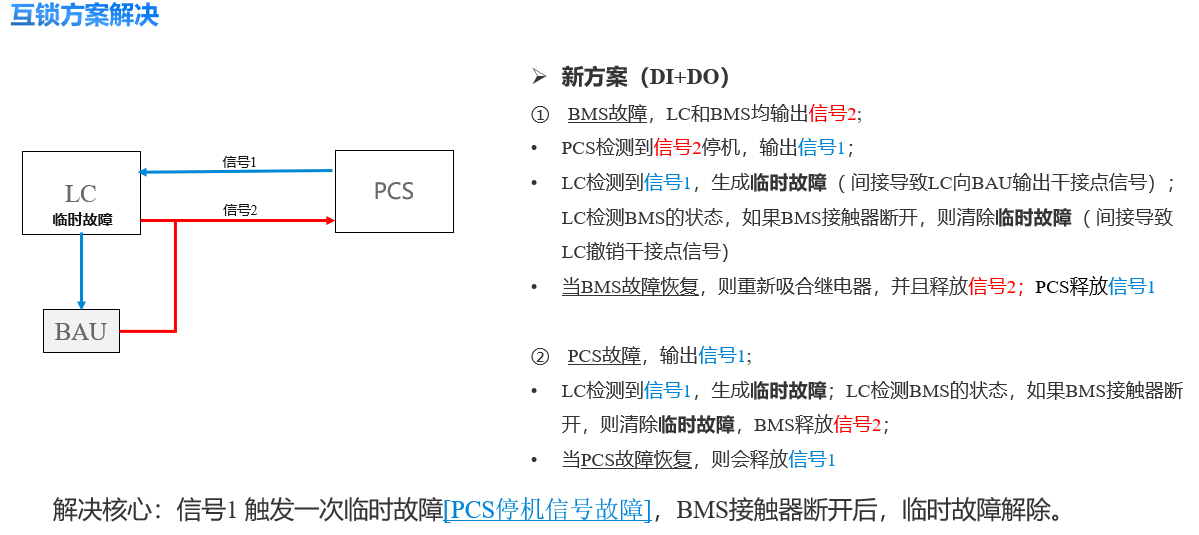 互锁方案解决
信号1
LC
临时故障
PCS
信号2
BAU
➢ 新方案（DI+DO）
① BMS故障，LC和BMS均输出信号2;
• PCS检测到信号2停机，输出信号1；
• LC检测到信号1，生成临时故障（ 间接导致LC向BAU输出干接点信号）;
LC检测BMS的状态，如果BMS接触器断开，则清除临时故障（ 间接导致
LC撤销干接点信号）
• 当BMS故障恢复，则重新吸合继电器，并且释放信号2；PCS释放信号1
② PCS故障，输出信号1;
• LC检测到信号1，生成临时故障；LC检测BMS的状态，如果BMS接触器断
开，则清除临时故障，BMS释放信号2；
• 当PCS故障恢复，则会释放信号1
解决核心：信号1 触发一次临时故障[PCS停机信号故障]，BMS接触器断开后，临时故障解除。